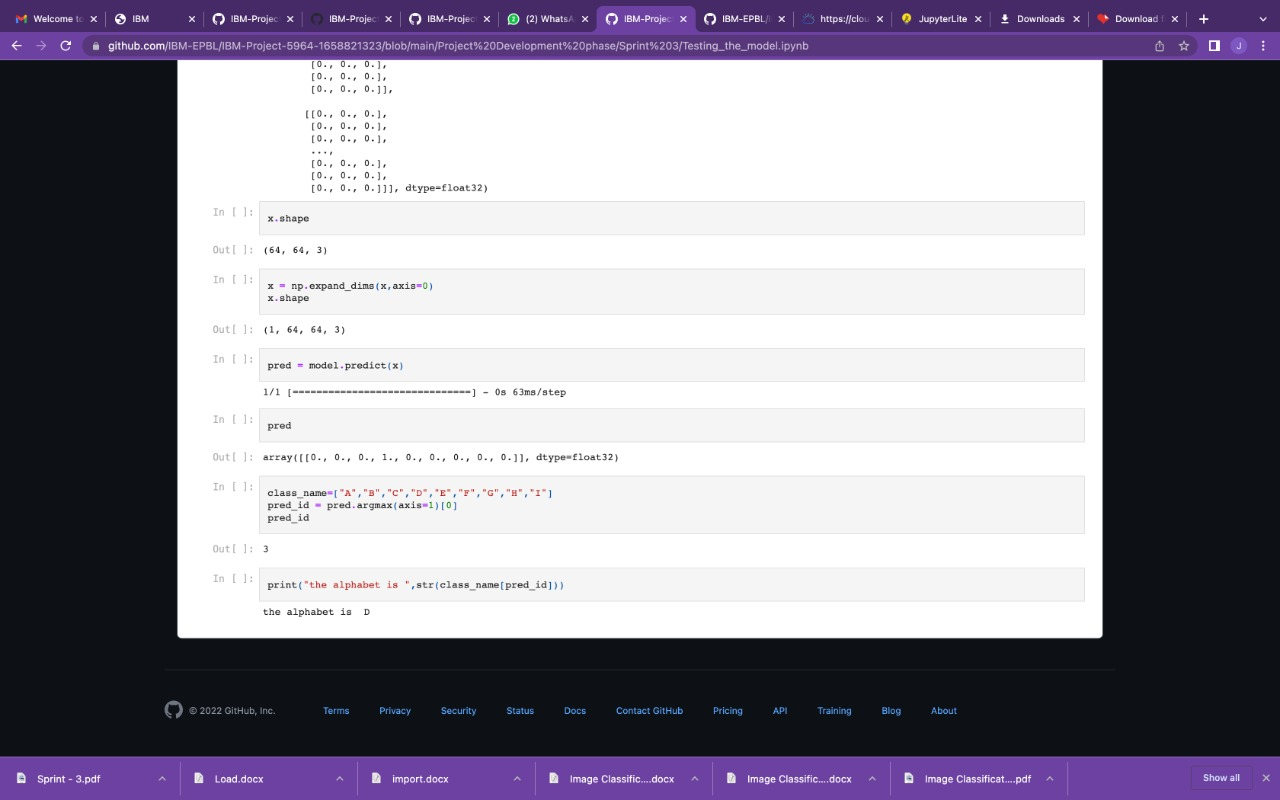 Welcome to
IBM
IBM-Projec
IBM-Projec
IBM-Projec
(2) WhatsA
IBM-Projec
IBM-EPBL/I
https://clou
JupyterLite
Downloads
Download f
github.com/IBM-EPBL/IBM-Project-5964-1658821323/blob/main/Project%20Development%20phase/Sprint%203/Testing_the_model.ipynb
J
[0., 0., 0.],
[0., 0., 0.],
[0., 0., 0.]],
[[0., 0., 0.],
[0., 0., 0.],
[0., 0., 0.],
...,
[0., 0., 0.],
[0., 0., 0.],
[0., 0., 0.]]], dtype=float32)
In [ ]: x.shape
Out[ ]: (64, 64, 3)
In [ ]: x = np.expand_dims(x,axis=0)
x.shape
Out[ ]: (1, 64, 64, 3)
In [ ]: pred = model.predict(x)
1/1 [==============================] - 0s 63ms/step
In [ ]: pred
Out[ ]: array([[0., 0., 0., 1., 0., 0., 0., 0., 0.]], dtype=float32)
In [ ]: class_name=["A","B","C","D","E","F","G","H","I"]
pred_id = pred.argmax(axis=1)[0]
pred_id
Out[ ]: 3
In [ ]: print("the alphabet is ",str(class_name[pred_id]))
the alphabet is  D
© 2022 GitHub, Inc. Terms Privacy Security Status Docs Contact GitHub Pricing API Training Blog About
Sprint - 3.pdf
Load.docx
import.docx
Image Classific....docx
Image Classific....docx
Image Classificat....pdf
Show all